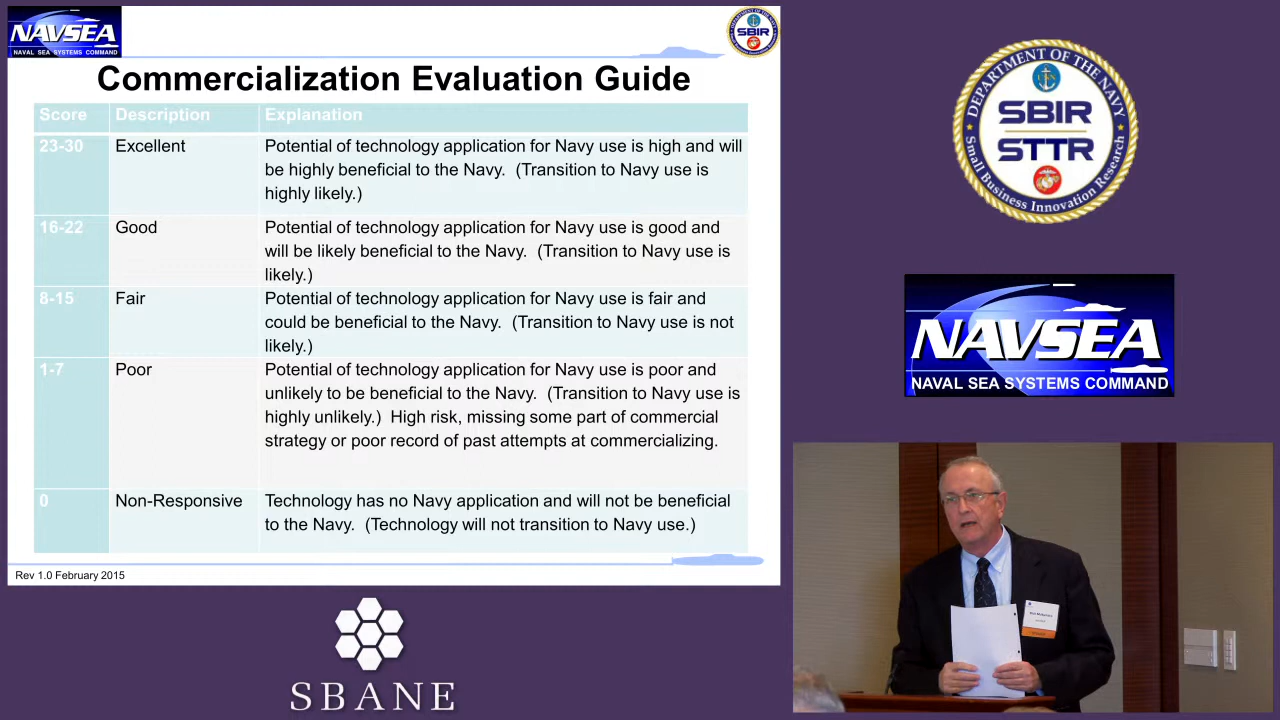 NAVSEA
NAVAL SEA SYSTEMS COMMAND
SBIR
Commercialization Evaluation Guide
Score Description Explanation
23-30 Excellent Potential of technology application for Navy use is high and will
be highly beneficial to the Navy. (Transition to Navy use is
highly likely.)
16-22 Good Potential of technology application for Navy use is good and
will be likely beneficial to the Navy. (Transition to Navy use is
likely.)
8-15 Fair Potential of technology application for Navy use is fair and
could be beneficial to the Navy. (Transition to Navy use is not
likely.)
1-7 Poor Potential of technology application for Navy use is poor and
unlikely to be beneficial to the Navy. (Transition to Navy use is
highly unlikely.) High risk, missing some part of commercial
strategy or poor record of past attempts at commercializing.
0 Non-Responsive Technology has no Navy application and will not be beneficial
to the Navy. (Technology will not transition to Navy use.)
Rev 1.0 February 2015
SBANE
DEPARTMENT OF THE NAVY
SBIR
STTR
Small Business Innovation Research
NAVSEA
NAVAL SEA SYSTEMS COMMAND